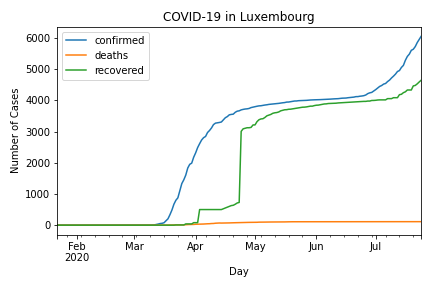 COVID-19 in Luxembourg
confirmed
deaths
recovered
Number of Cases
6000
5000
4000
3000
2000
1000
0
Feb
2020
Mar
Apr
May
Jun
Jul
Day